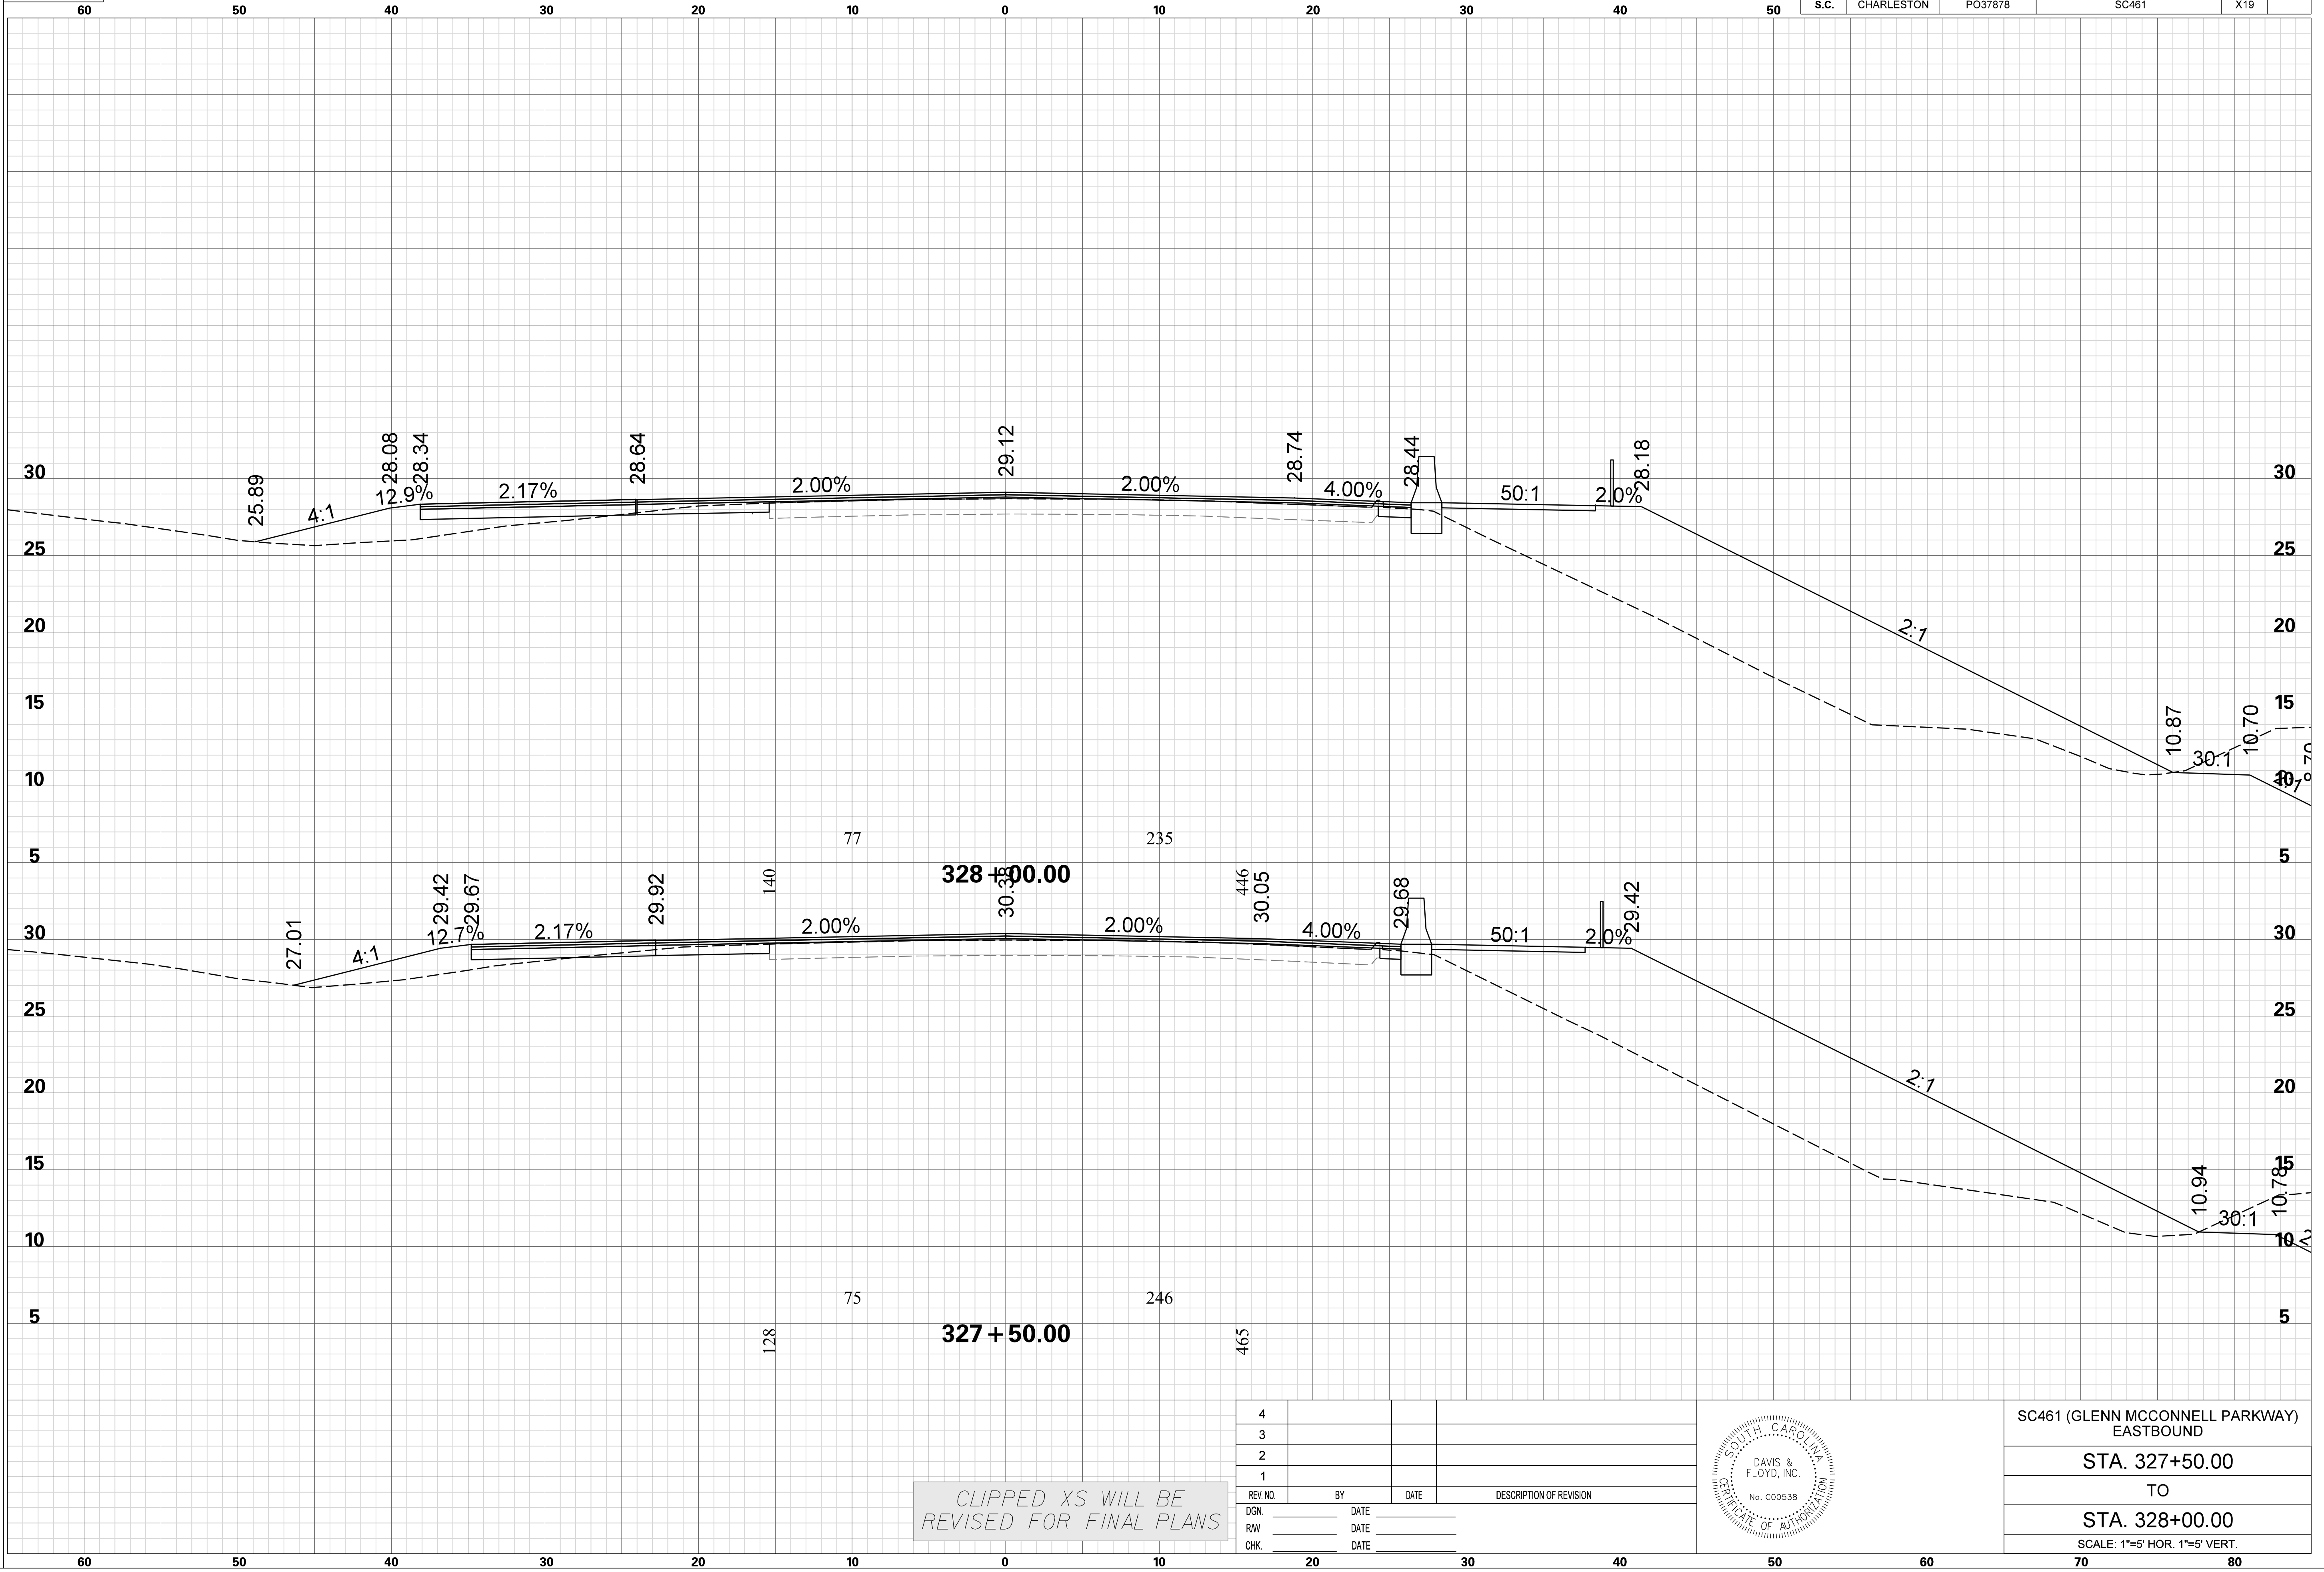 60 50 40 30 20 10 0 10 20 30 40 50
S.C. CHARLESTON PO37878 SC461 X19
25.89 28.08 28.34 28.64 29.12 28.74 28.44 28.18
30 30
4:1 12.9% 2.17% 2.00% 2.00% 4.00% 50:1 2.0%
25 25
20 20
2:1
15 15
10.87 10.70
30:1
10 10
77 235
5 5
140 328+00.00 446
29.42 29.67 29.92 30.38 30.05 29.68 29.42
27.01
30 30
4:1 12.7% 2.17% 2.00% 2.00% 4.00% 50:1 2.0%
25 25
20 20
2:1
15 15
10.94 10.78
30:1
10 10
75 246
5 5
128 327+50.00 465
CLIPPED XS WILL BE
REVISED FOR FINAL PLANS
4
3
2
1
REV. NO. BY DATE DESCRIPTION OF REVISION
DGN. DATE
R/W DATE
CHK. DATE
SOUTH CAROLINA
DAVIS &
FLOYD, INC.
No. C00538
CERTIFICATE OF AUTHORIZATION
SC461 (GLENN MCCONNELL PARKWAY)
EASTBOUND
STA. 327+50.00
TO
STA. 328+00.00
SCALE: 1"=5' HOR. 1"=5' VERT.
60 50 40 30 20 10 0 10 20 30 40 50 60 70 80